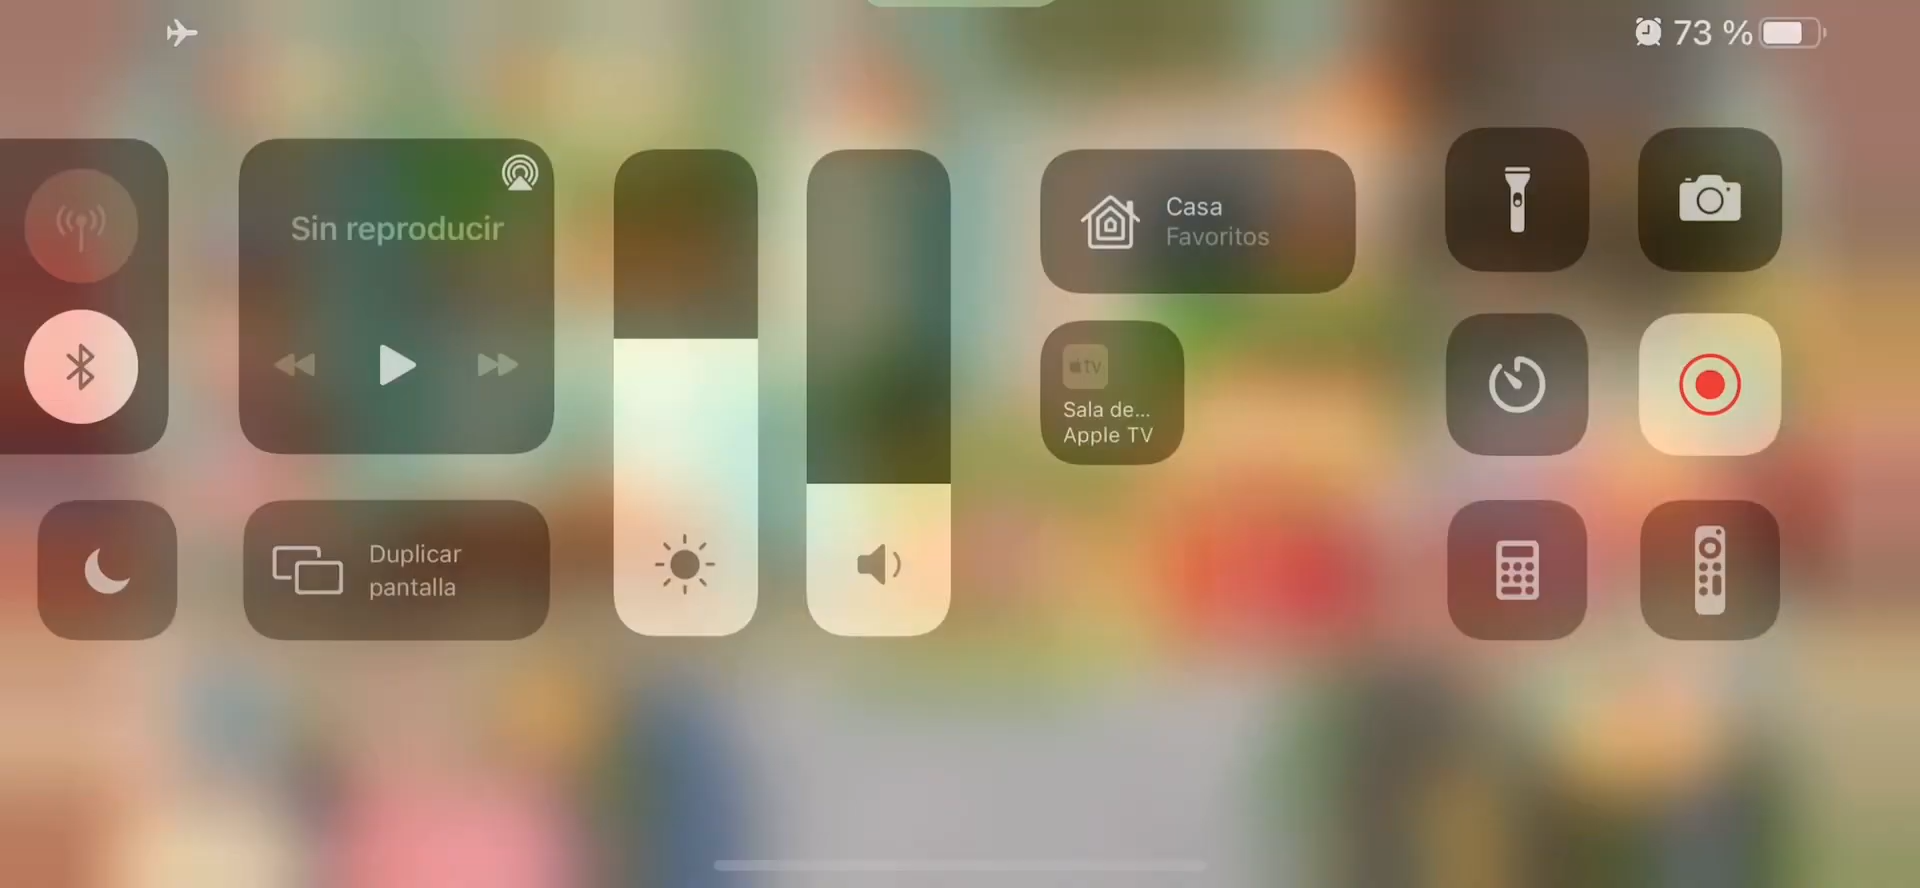 73 %
Sin reproducir
Casa
Favoritos
tv
Sala de...
Apple TV
Duplicar
pantalla